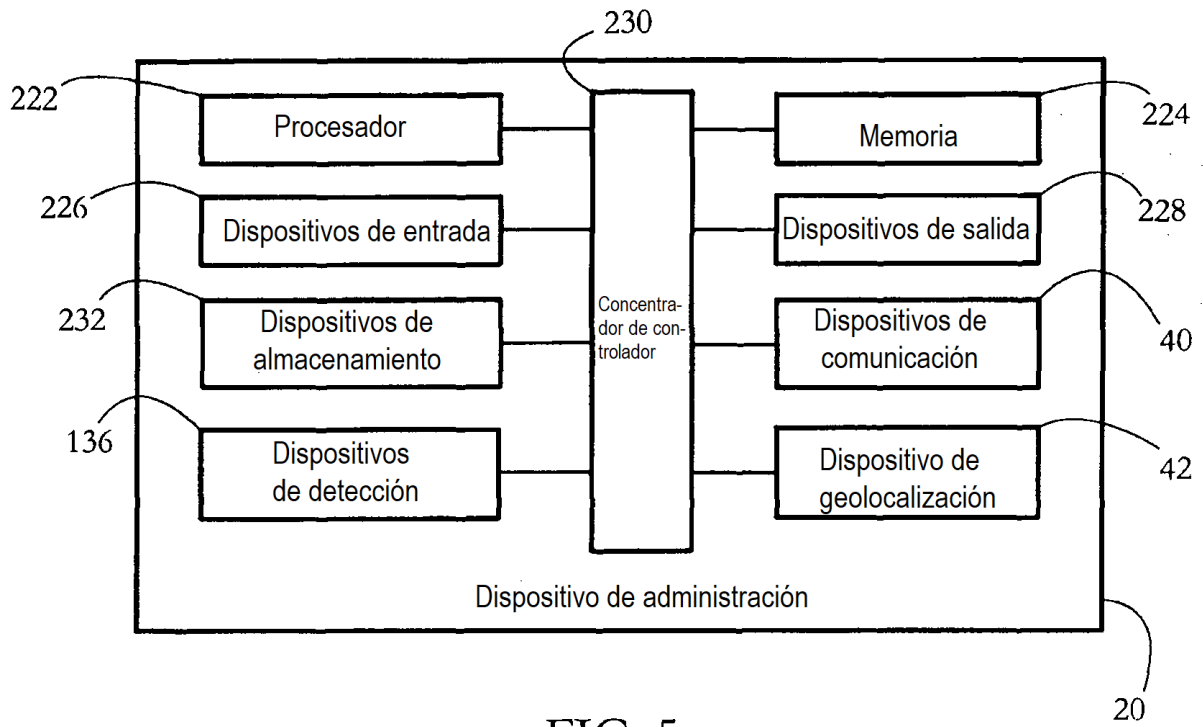 230
222
Procesador
Memoria
224
226
Dispositivos de entrada
Dispositivos de salida
228
232
Dispositivos de
almacenamiento
Concentra-
dor de con-
trolador
Dispositivos de
comunicación
40
136
Dispositivos
de detección
Dispositivo de
geolocalización
42
Dispositivo de administración
20
FIG. 5